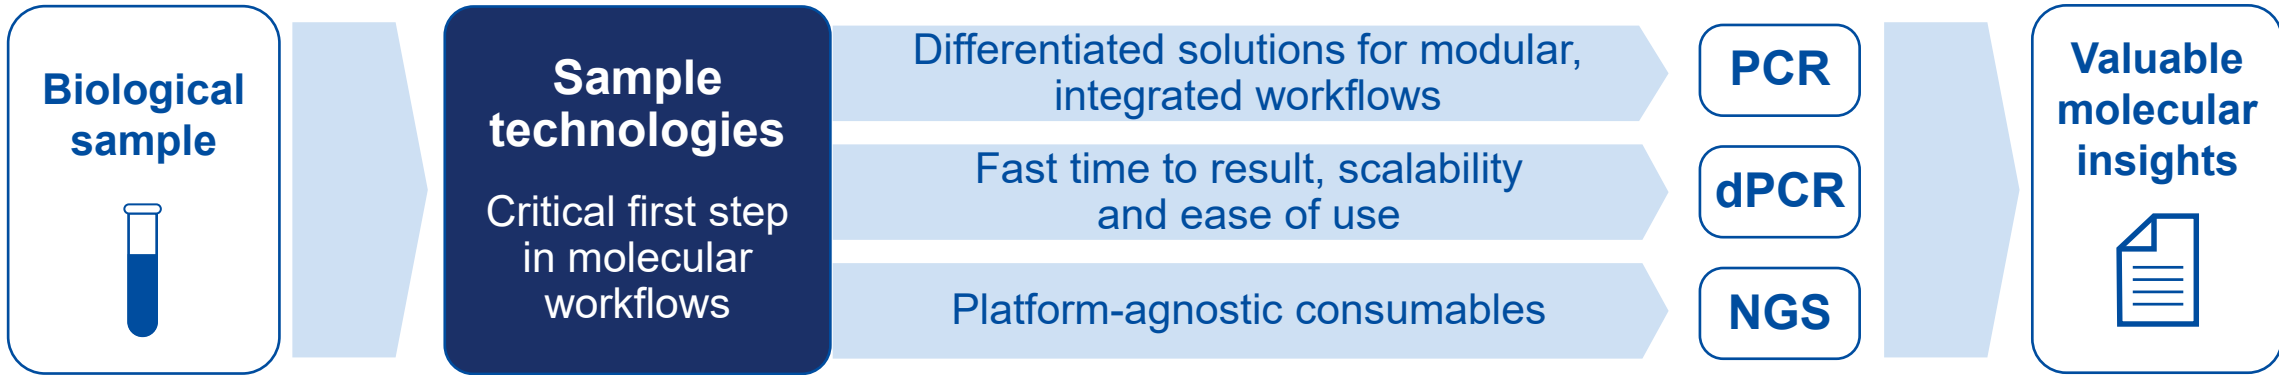 Biological
sample
Sample
technologies
Critical first step
in molecular
workflows
Differentiated solutions for modular,
integrated workflows
Fast time to result, scalability
and ease of use
Platform-agnostic consumables
PCR
dPCR
NGS
Valuable
molecular
insights